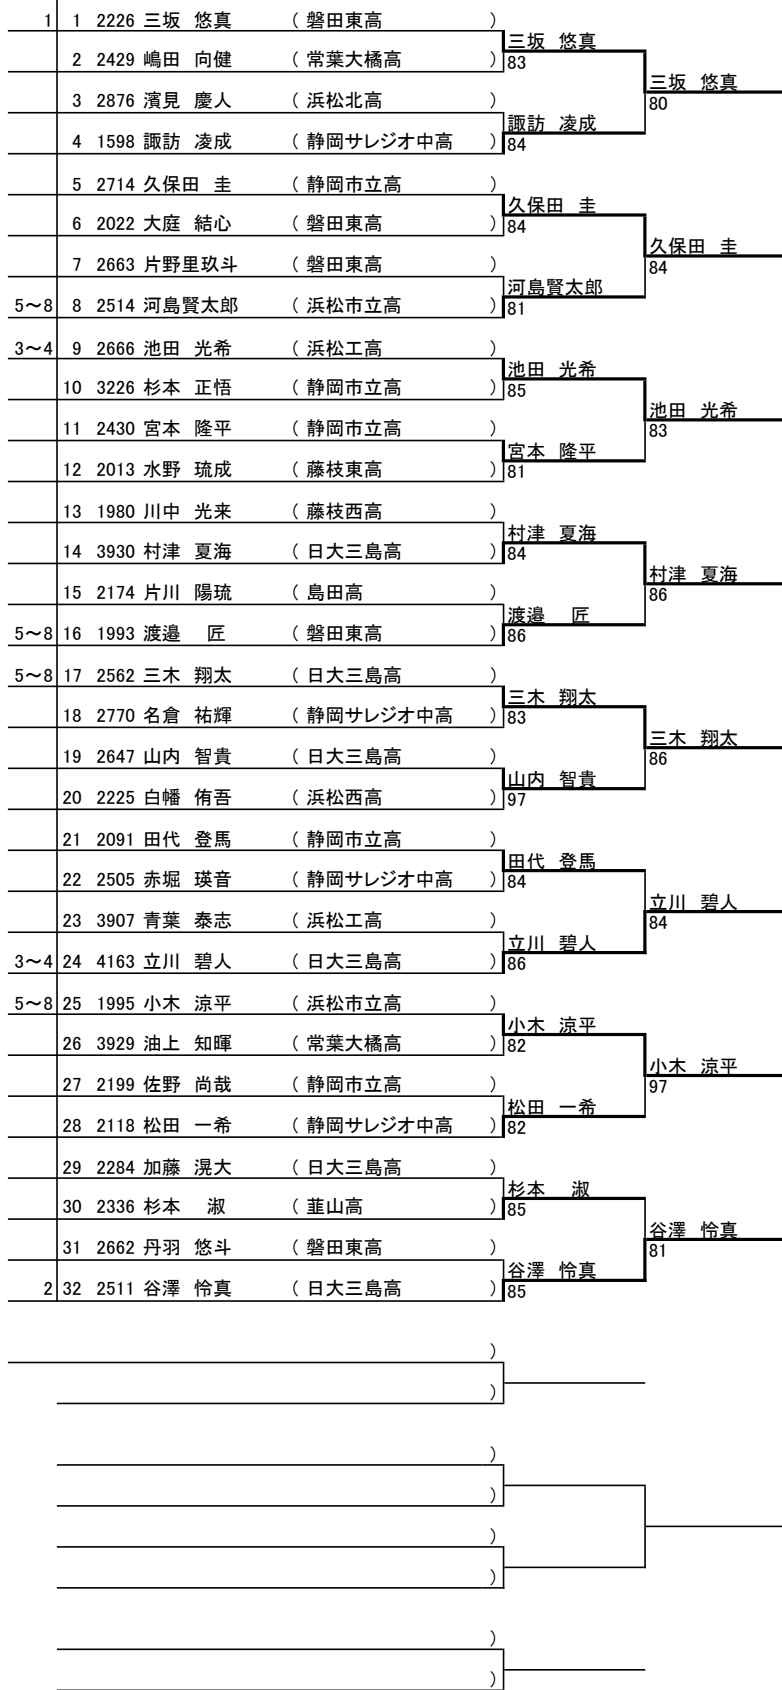 1 1 2226 三坂 悠真 ( 磐田東高 )
三坂 悠真
2 2429 嶋田 向健 ( 常葉大橘高 ) 83
三坂 悠真
3 2876 濱見 慶人 ( 浜松北高 ) 80
諏訪 凌成
4 1598 諏訪 凌成 ( 静岡サレジオ中高 ) 84
5 2714 久保田 圭 ( 静岡市立高 )
久保田 圭
6 2022 大庭 結心 ( 磐田東高 ) 84
久保田 圭
7 2663 片野里玖斗 ( 磐田東高 ) 84
河島賢太郎
5～8 8 2514 河島賢太郎 ( 浜松市立高 ) 81
3～4 9 2666 池田 光希 ( 浜松工高 )
池田 光希
10 3226 杉本 正悟 ( 静岡市立高 ) 85
池田 光希
11 2430 宮本 隆平 ( 静岡市立高 ) 83
宮本 隆平
12 2013 水野 琉成 ( 藤枝東高 ) 81
13 1980 川中 光来 ( 藤枝西高 )
村津 夏海
14 3930 村津 夏海 ( 日大三島高 ) 84
村津 夏海
15 2174 片川 陽琉 ( 島田高 ) 86
渡邉 匠
5～8 16 1993 渡邉 匠 ( 磐田東高 ) 86
5～8 17 2562 三木 翔太 ( 日大三島高 )
三木 翔太
18 2770 名倉 祐輝 ( 静岡サレジオ中高 ) 83
三木 翔太
19 2647 山内 智貴 ( 日大三島高 ) 86
山内 智貴
20 2225 白幡 侑吾 ( 浜松西高 ) 97
21 2091 田代 登馬 ( 静岡市立高 )
田代 登馬
22 2505 赤堀 瑛音 ( 静岡サレジオ中高 ) 84
立川 碧人
23 3907 青葉 泰志 ( 浜松工高 ) 84
立川 碧人
3～4 24 4163 立川 碧人 ( 日大三島高 ) 86
5～8 25 1995 小木 涼平 ( 浜松市立高 )
小木 涼平
26 3929 油上 知暉 ( 常葉大橘高 ) 82
小木 涼平
27 2199 佐野 尚哉 ( 静岡市立高 ) 97
松田 一希
28 2118 松田 一希 ( 静岡サレジオ中高 ) 82
29 2284 加藤 滉大 ( 日大三島高 )
杉本 淑
30 2336 杉本 淑 ( 韮山高 ) 85
谷澤 怜真
31 2662 丹羽 悠斗 ( 磐田東高 ) 81
谷澤 怜真
2 32 2511 谷澤 怜真 ( 日大三島高 ) 85
)
)
)
)
)
)
)
)